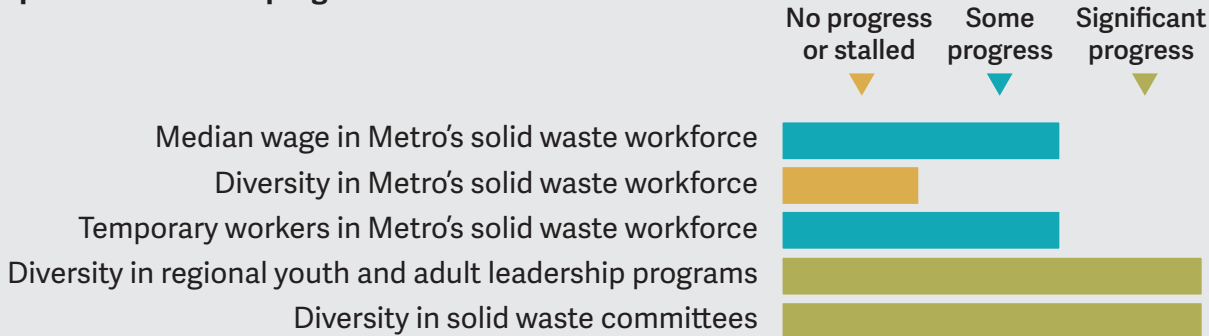 No progress or stalled
Some progress
Significant progress
Median wage in Metro's solid waste workforce
Diversity in Metro's solid waste workforce
Temporary workers in Metro's solid waste workforce
Diversity in regional youth and adult leadership programs
Diversity in solid waste committees